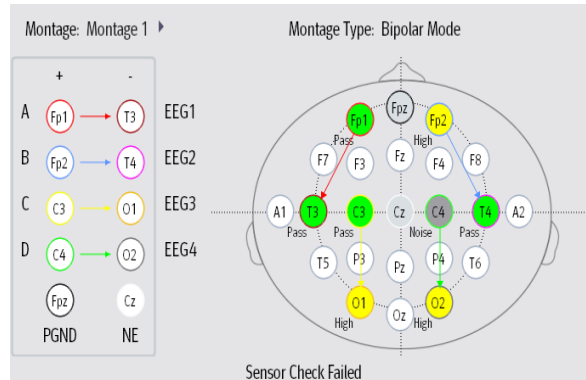 Montage: Montage 1
Montage Type: Bipolar Mode
+ -
A Fp1 T3 EEG1
B Fp2 T4 EEG2
C C3 O1 EEG3
D C4 O2 EEG4
Fpz Cz
PGND NE
Fpz
Fp1 Fp2
Pass High
F7 F3 Fz F4 F8
A1 T3 C3 Cz C4 T4 A2
Pass Pass Noise Pass
T5 P3 Pz P4 T6
O1 Oz O2
High High
Sensor Check Failed